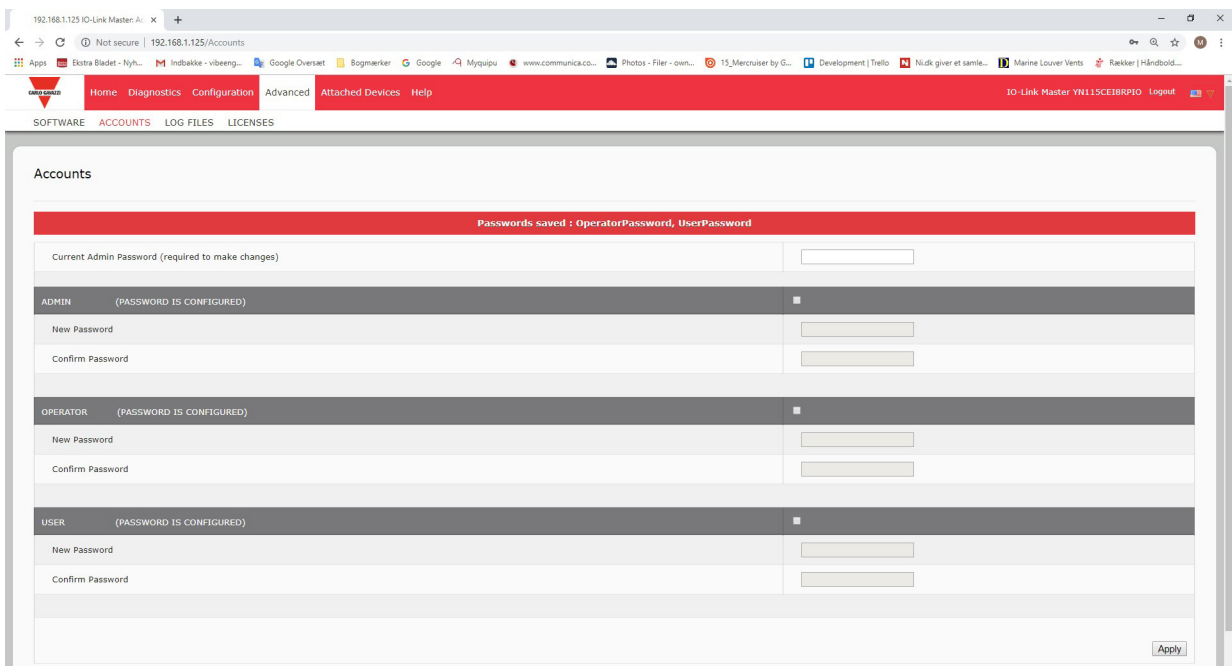 192.168.1.125 IO-Link Master: Ac
Not secure | 192.168.1.125/Accounts
Apps Ekstra Bladet - Nyh... Indbakke - vibeeng... Google Oversæt Bogmærker Google Myquipu www.communica.co... Photos - Filer - own... 15_Mercruiser by G... Development | Trello Ni.dk giver et samle... Marine Louver Vents Rækker | Håndbold....
CARLO GAVAZZI Home Diagnostics Configuration Advanced Attached Devices Help IO-Link Master YN115CEI8RPIO Logout
SOFTWARE ACCOUNTS LOG FILES LICENSES
Accounts
Passwords saved : OperatorPassword, UserPassword
Current Admin Password (required to make changes)
ADMIN (PASSWORD IS CONFIGURED)
New Password
Confirm Password
OPERATOR (PASSWORD IS CONFIGURED)
New Password
Confirm Password
USER (PASSWORD IS CONFIGURED)
New Password
Confirm Password
Apply